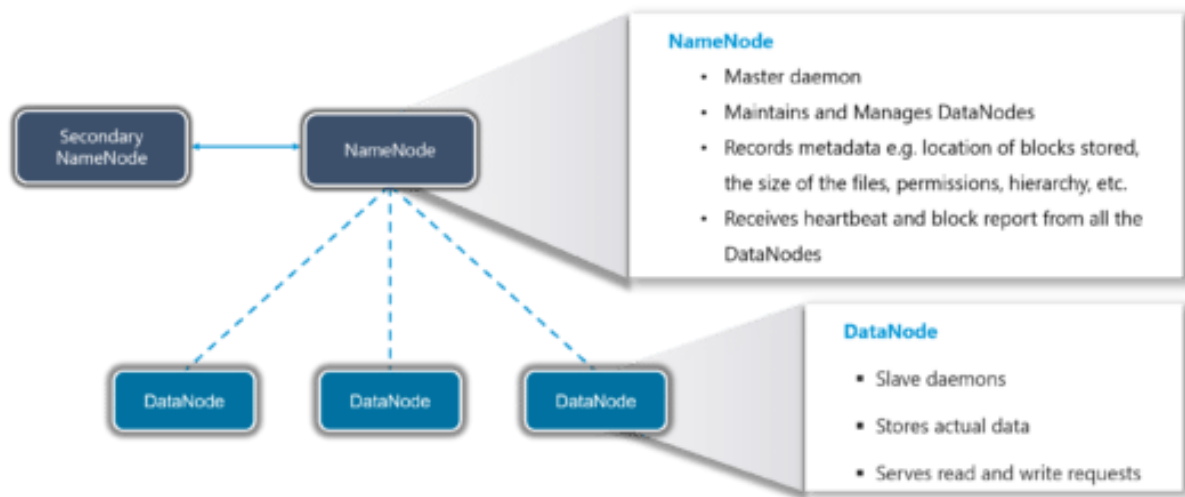 NameNode
• Master daemon
• Maintains and Manages DataNodes
• Records metadata e.g. location of blocks stored,
the size of the files, permissions, hierarchy, etc.
• Receives heartbeat and block report from all the
DataNodes
Secondary
NameNode
NameNode
DataNode
DataNode
DataNode
DataNode
▪ Slave daemons
▪ Stores actual data
▪ Serves read and write requests